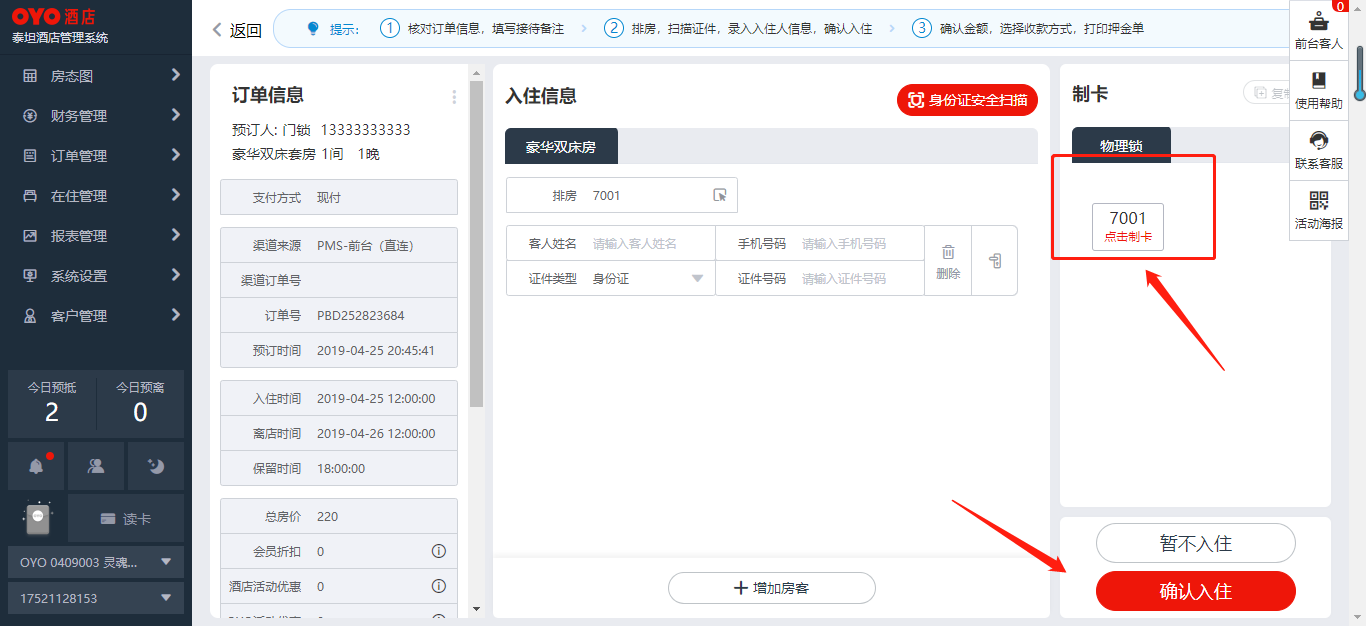 OYO 酒店
泰坦酒店管理系统
房态图
财务管理
订单管理
在住管理
报表管理
系统设置
客户管理
今日预抵
2
今日预离
0
读卡
OYO 0409003 灵魂...
17521128153
返回
提示:
1 核对订单信息，填写接待备注
2 排房，扫描证件，录入入住人信息，确认入住
3 确认金额，选择收款方式，打印押金单
订单信息
预订人: 门锁 13333333333
豪华双床套房 1间 1晚
支付方式 现付
渠道来源 PMS-前台（直连）
渠道订单号
订单号 PBD252823684
预订时间 2019-04-25 20:45:41
入住时间 2019-04-25 12:00:00
离店时间 2019-04-26 12:00:00
保留时间 18:00:00
总房价 220
会员折扣 0
酒店活动优惠 0
入住信息
身份证安全扫描
豪华双床房
排房 7001
客人姓名 请输入客人姓名 手机号码 请输入手机号码
证件类型 身份证 证件号码 请输入证件号码
删除
增加房客
制卡
物理锁
7001
点击制卡
暂不入住
确认入住
0
前台客人
使用帮助
联系客服
活动海报